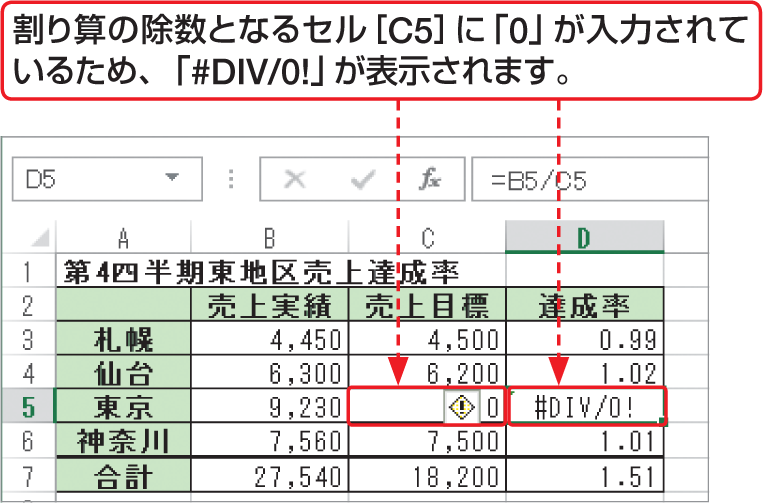 割り算の除数となるセル［C5］に「0」が入力されて
いるため、「#DIV/0!」が表示されます。
D5 fx =B5/C5
A B C D
1 第4四半期東地区売上達成率
2 売上実績 売上目標 達成率
3 札幌 4,450 4,500 0.99
4 仙台 6,300 6,200 1.02
5 東京 9,230 0 #DIV/0!
6 神奈川 7,560 7,500 1.01
7 合計 27,540 18,200 1.51